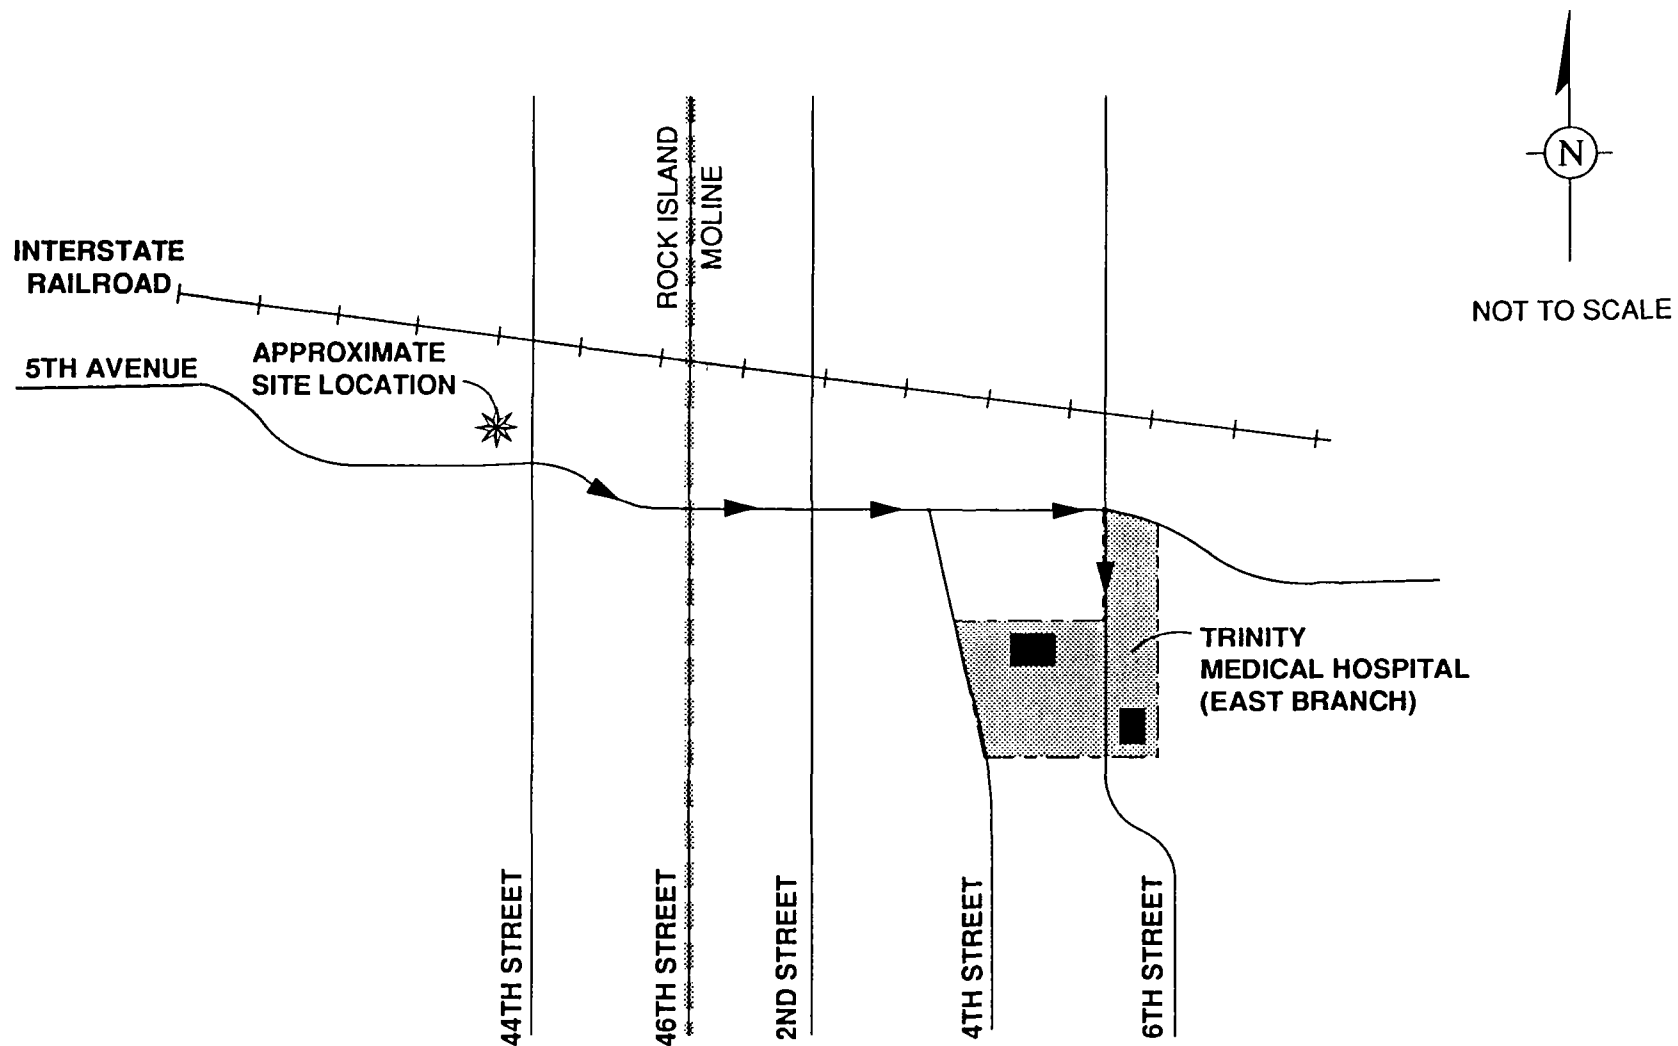 N
NOT TO SCALE
ROCK ISLAND
MOLINE
INTERSTATE
RAILROAD
5TH AVENUE
APPROXIMATE
SITE LOCATION
TRINITY
MEDICAL HOSPITAL
(EAST BRANCH)
44TH STREET
46TH STREET
2ND STREET
4TH STREET
6TH STREET